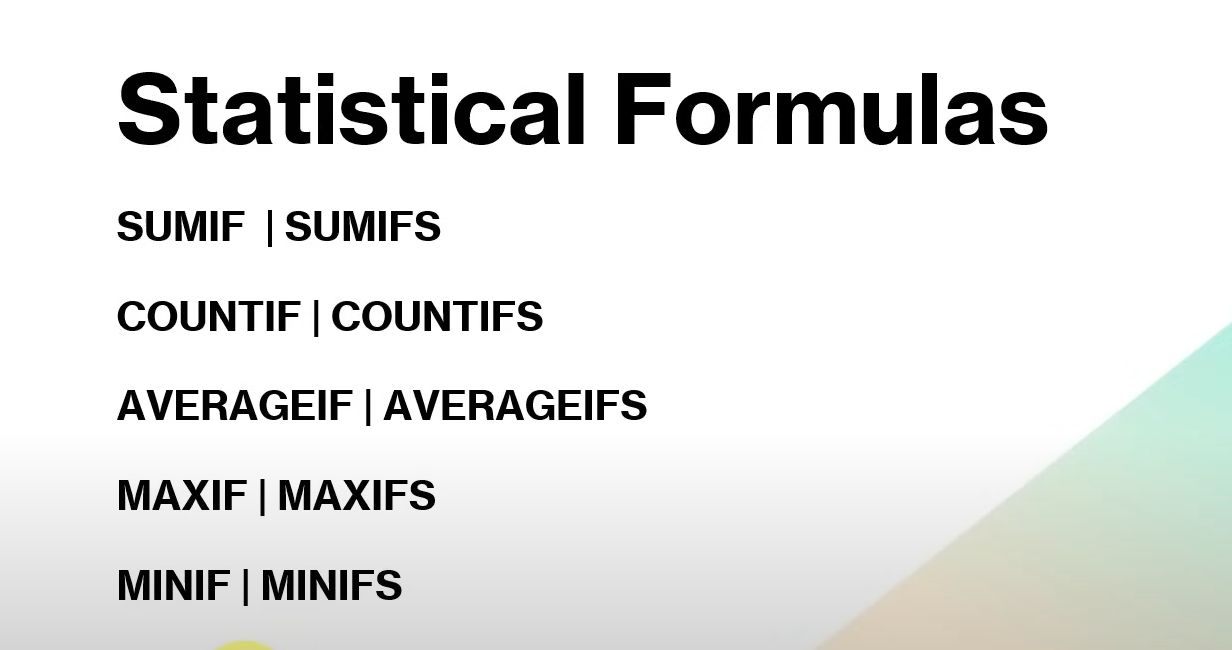 Statistical Formulas
SUMIF | SUMIFS
COUNTIF | COUNTIFS
AVERAGEIF | AVERAGEIFS
MAXIF | MAXIFS
MINIF | MINIFS